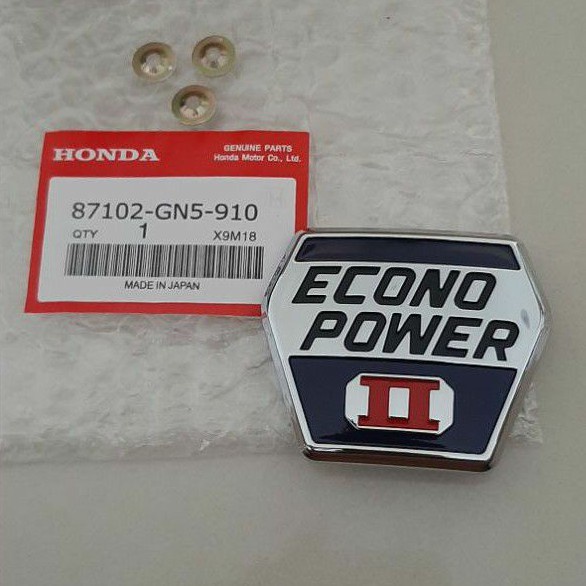 HONDA
GENUINE PARTS
Honda Motor Co., Ltd.
87102-GN5-910
QTY 1 X9M18
MADE IN JAPAN
ECONO
POWER
II